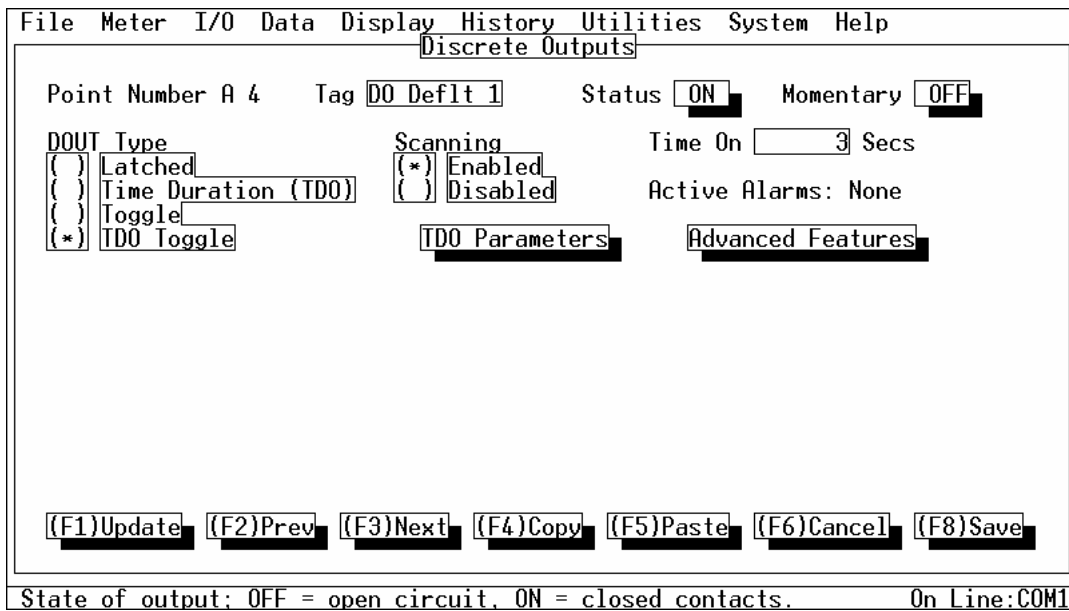 File Meter I/O Data Display History Utilities System Help
Discrete Outputs
Point Number A 4 Tag DO Deflt 1 Status ON Momentary OFF
DOUT Type Scanning Time On 3 Secs
( ) Latched (*) Enabled
( ) Time Duration (TDO) ( ) Disabled Active Alarms: None
( ) Toggle
(*) TDO Toggle TDO Parameters Advanced Features
(F1)Update (F2)Prev (F3)Next (F4)Copy (F5)Paste (F6)Cancel (F8)Save
State of output; OFF = open circuit, ON = closed contacts. On Line:COM1